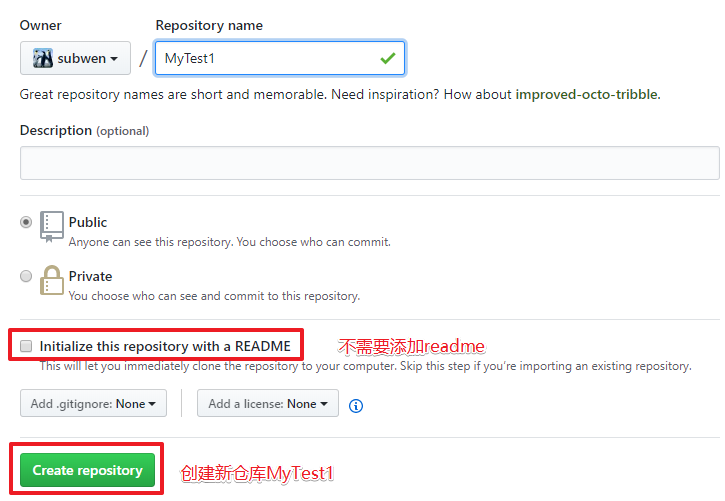 Owner Repository name
subwen / MyTest1
Great repository names are short and memorable. Need inspiration? How about improved-octo-tribble.
Description (optional)
Public
Anyone can see this repository. You choose who can commit.
Private
You choose who can see and commit to this repository.
Initialize this repository with a README 不需要添加readme
This will let you immediately clone the repository to your computer. Skip this step if you're importing an existing repository.
Add .gitignore: None Add a license: None
Create repository 创建新仓库MyTest1